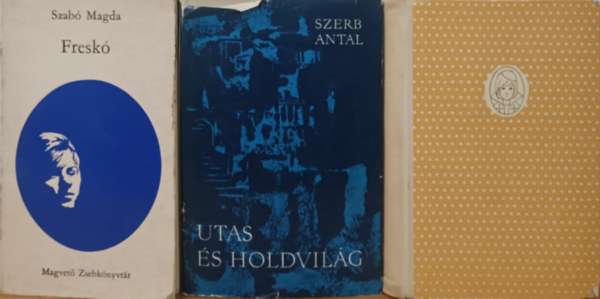 Szabó Magda
Freskó
Magvető Zsebkönyvtár
SZERB
ANTAL
UTAS
ÉS HOLDVILÁG